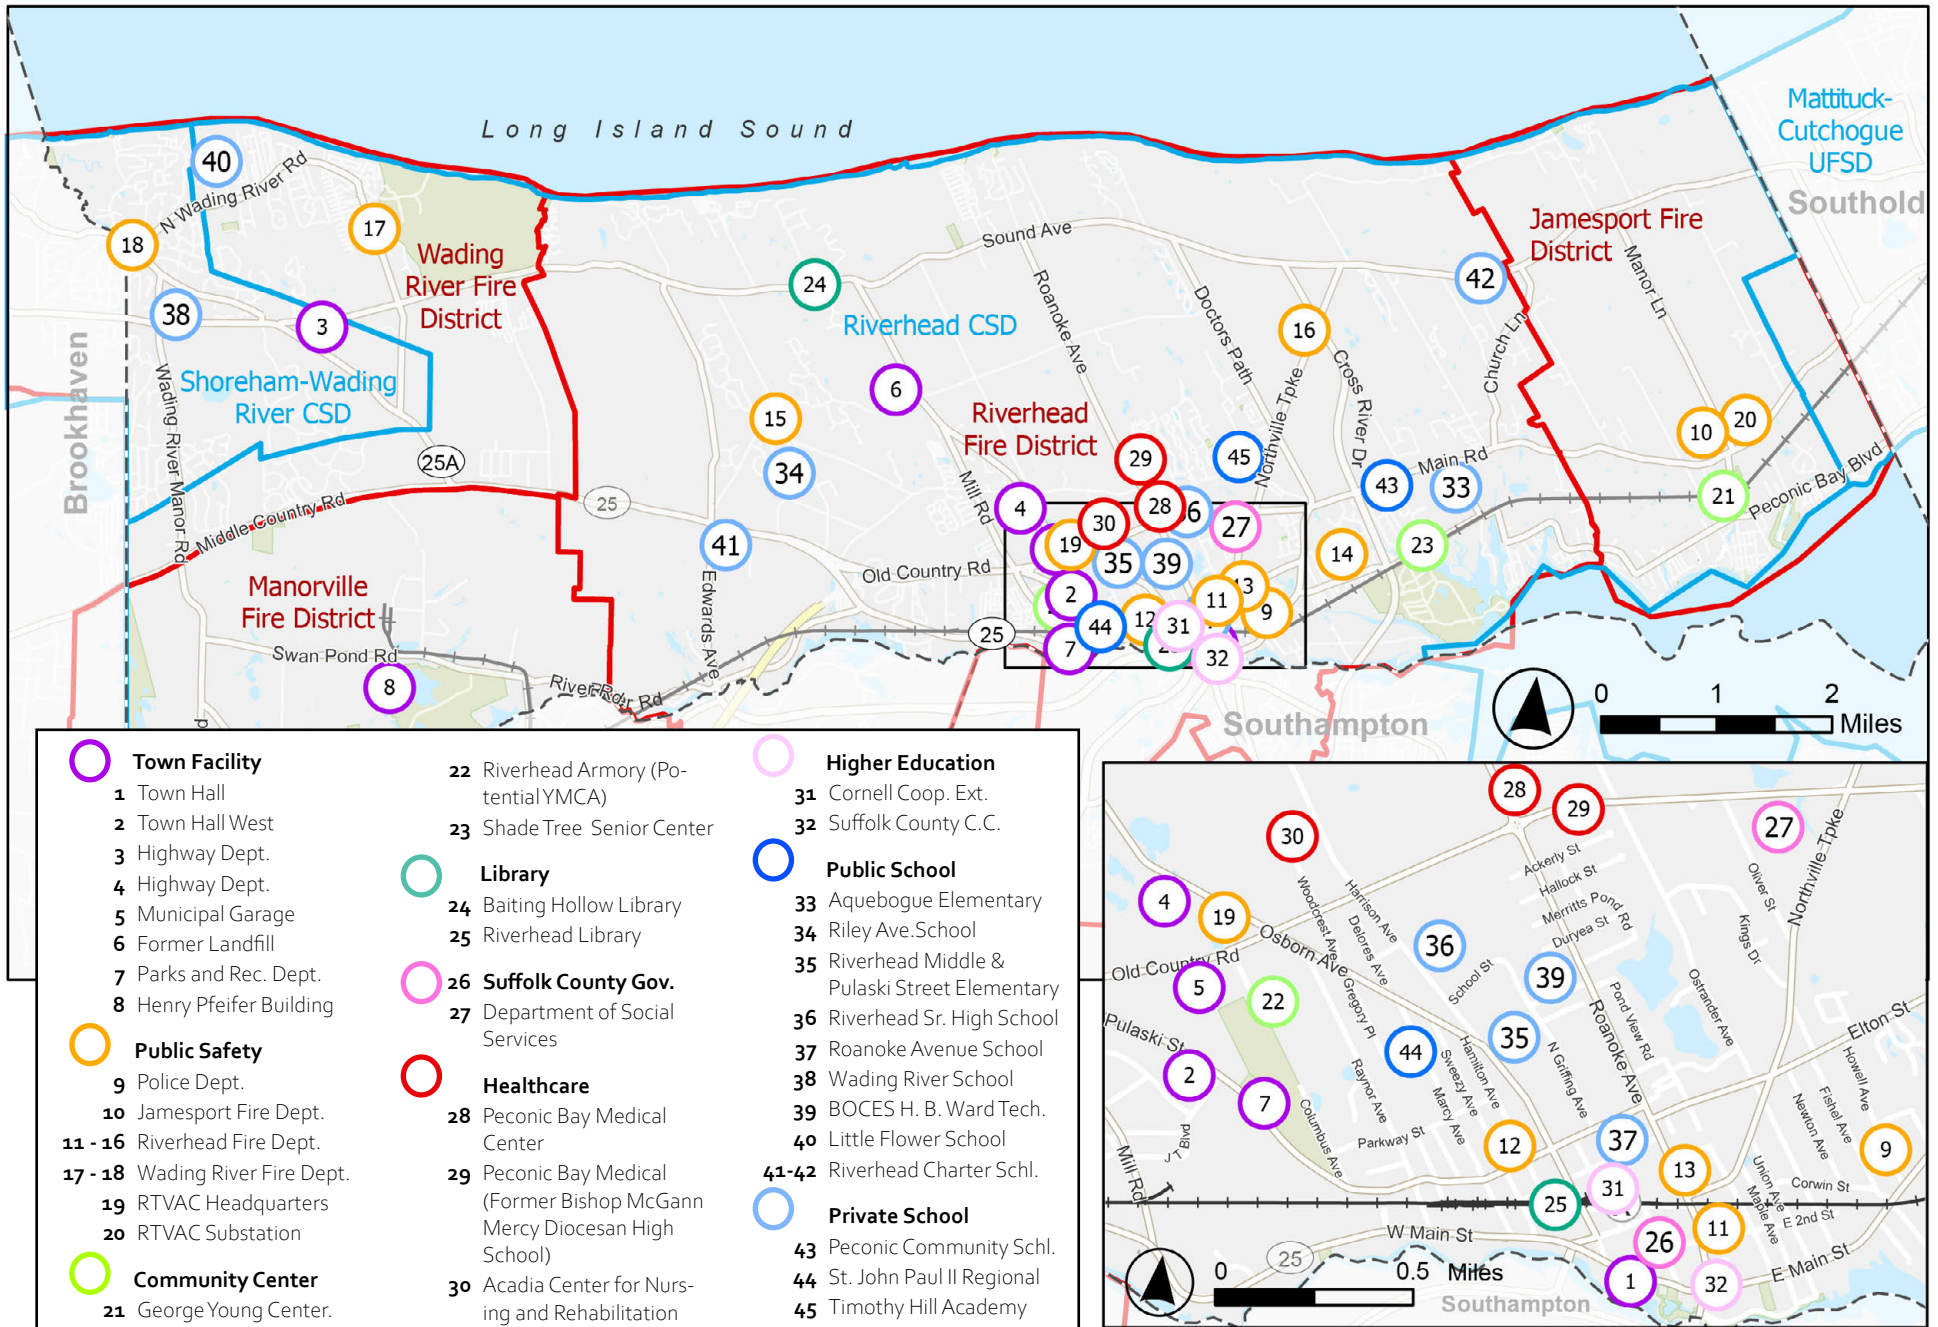 Long Island Sound
Mattituck-
Cutchogue
UFSD
Southold
40
N Wading River Rd
18
17
Wading
River Fire
District
Sound Ave
Jamesport Fire
District
24
42
38
3
Riverhead CSD
Roanoke Ave
Doctors Path
16
Manor Ln
Church Ln
Brookhaven
Shoreham-Wading
River CSD
Wading River Manor Rd
6
15
34
Riverhead
Fire District
Cross River Dr
Northville Tpke
29
45
10
20
25A
25
Mill Rd
Main Rd
43
33
21
Peconic Bay Blvd
Middle Country Rd
4
30
28
6
27
19
35
39
14
23
41
Old Country Rd
Edwards Ave
Manorville
Fire District
2
44
12
31
11
13
9
25
7
2
32
Swan Pond Rd
8
River Rd
River Rd
p
Southampton
0 1 2
Miles
Town Facility
1 Town Hall
2 Town Hall West
3 Highway Dept.
4 Highway Dept.
5 Municipal Garage
6 Former Landfill
7 Parks and Rec. Dept.
8 Henry Pfeifer Building
Public Safety
9 Police Dept.
10 Jamesport Fire Dept.
11 - 16 Riverhead Fire Dept.
17 - 18 Wading River Fire Dept.
19 RTVAC Headquarters
20 RTVAC Substation
Community Center
21 George Young Center.
22 Riverhead Armory (Po-
tential YMCA)
23 Shade Tree Senior Center
Library
24 Baiting Hollow Library
25 Riverhead Library
26 Suffolk County Gov.
27 Department of Social
Services
Healthcare
28 Peconic Bay Medical
Center
29 Peconic Bay Medical
(Former Bishop McGann
Mercy Diocesan High
School)
30 Acadia Center for Nurs-
ing and Rehabilitation
Higher Education
31 Cornell Coop. Ext.
32 Suffolk County C.C.
Public School
33 Aquebogue Elementary
34 Riley Ave.School
35 Riverhead Middle &
Pulaski Street Elementary
36 Riverhead Sr. High School
37 Roanoke Avenue School
38 Wading River School
39 BOCES H. B. Ward Tech.
40 Little Flower School
41-42 Riverhead Charter Schl.
Private School
43 Peconic Community Schl.
44 St. John Paul II Regional
45 Timothy Hill Academy
28
29
30
27
Ackerly St
Hallock St
Merritts Pond Rd
Duryea St
Oliver St
Kings Dr
Northville Tpke
4
19
Woodcrest Ave
Harrison Ave
Delores Ave
Osborn Ave
Old Country Rd
36
School St
39
5
22
Gregory Pl
Pond View Rd
Ostrander Ave
Roanoke Ave
Elton St
Pulaski St
44
35
2
7
Hamilton Ave
Sweezy Ave
Marcy Ave
Raynor Ave
N Griffing Ave
Howell Ave
Fishel Ave
Newton Ave
Columbus Ave
Parkway St
12
37
9
J T Blvd
Mill Rd
13
Union Ave
Maple Ave
Corwin St
31
25
E 2nd St
W Main St
26
11
25
1
32
E Main St
0 0.5 Miles
Southampton